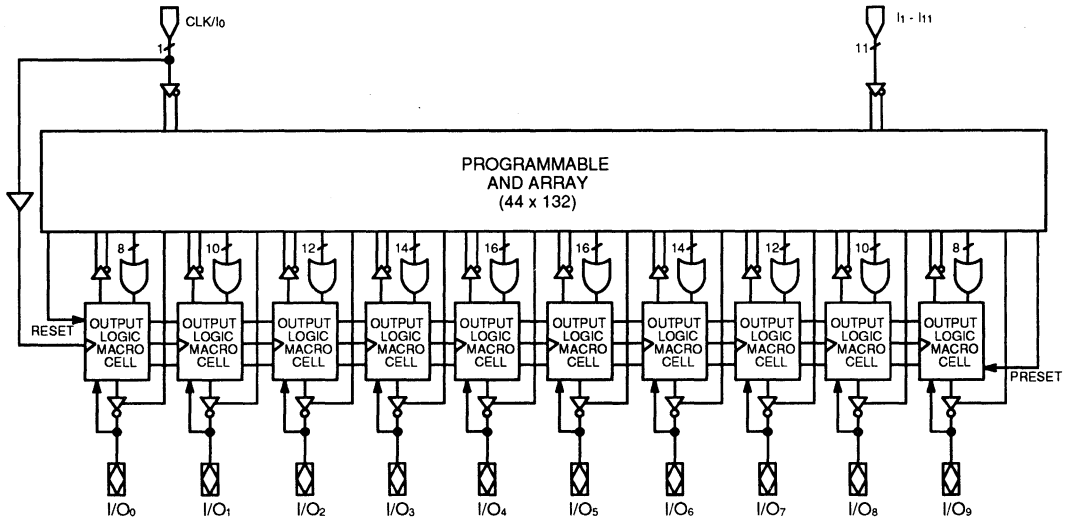 CLK/I0
I1 - I11
1
11
PROGRAMMABLE
AND ARRAY
(44 x 132)
8 10 12 14 16 16 14 12 10 8
RESET
OUTPUT LOGIC MACRO CELL
OUTPUT LOGIC MACRO CELL
OUTPUT LOGIC MACRO CELL
OUTPUT LOGIC MACRO CELL
OUTPUT LOGIC MACRO CELL
OUTPUT LOGIC MACRO CELL
OUTPUT LOGIC MACRO CELL
OUTPUT LOGIC MACRO CELL
OUTPUT LOGIC MACRO CELL
OUTPUT LOGIC MACRO CELL
PRESET
I/O0 I/O1 I/O2 I/O3 I/O4 I/O5 I/O6 I/O7 I/O8 I/O9